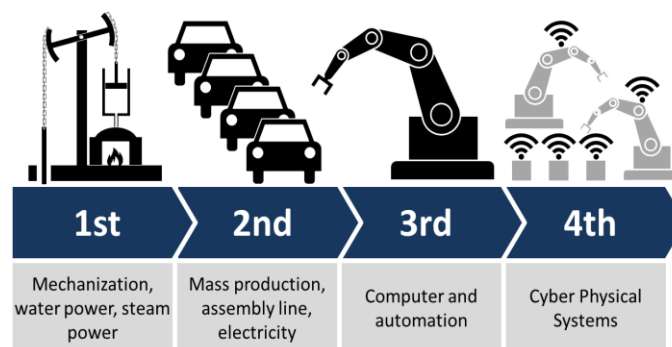 1st
2nd
3rd
4th
Mechanization,
water power, steam
power
Mass production,
assembly line,
electricity
Computer and
automation
Cyber Physical
Systems